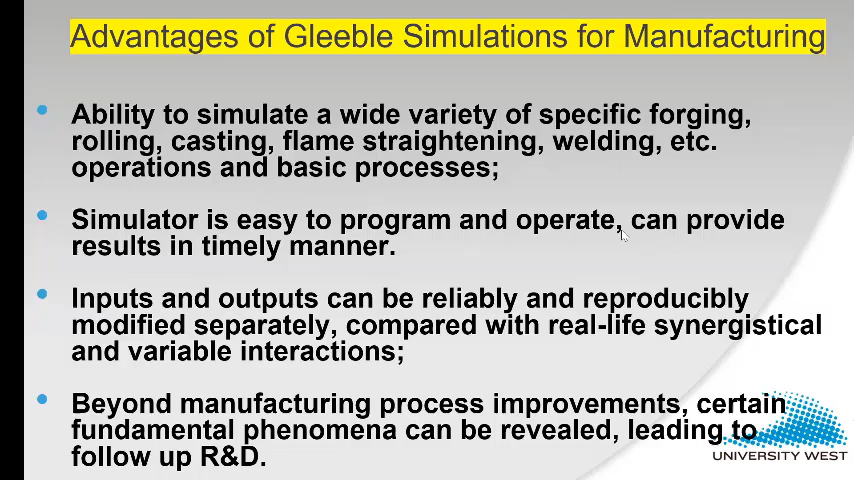 Advantages of Gleeble Simulations for Manufacturing
Ability to simulate a wide variety of specific forging,
rolling, casting, flame straightening, welding, etc.
operations and basic processes;
Simulator is easy to program and operate, can provide
results in timely manner.
Inputs and outputs can be reliably and reproducibly
modified separately, compared with real-life synergistical
and variable interactions;
Beyond manufacturing process improvements, certain
fundamental phenomena can be revealed, leading to
follow up R&D.
UNIVERSITY WEST